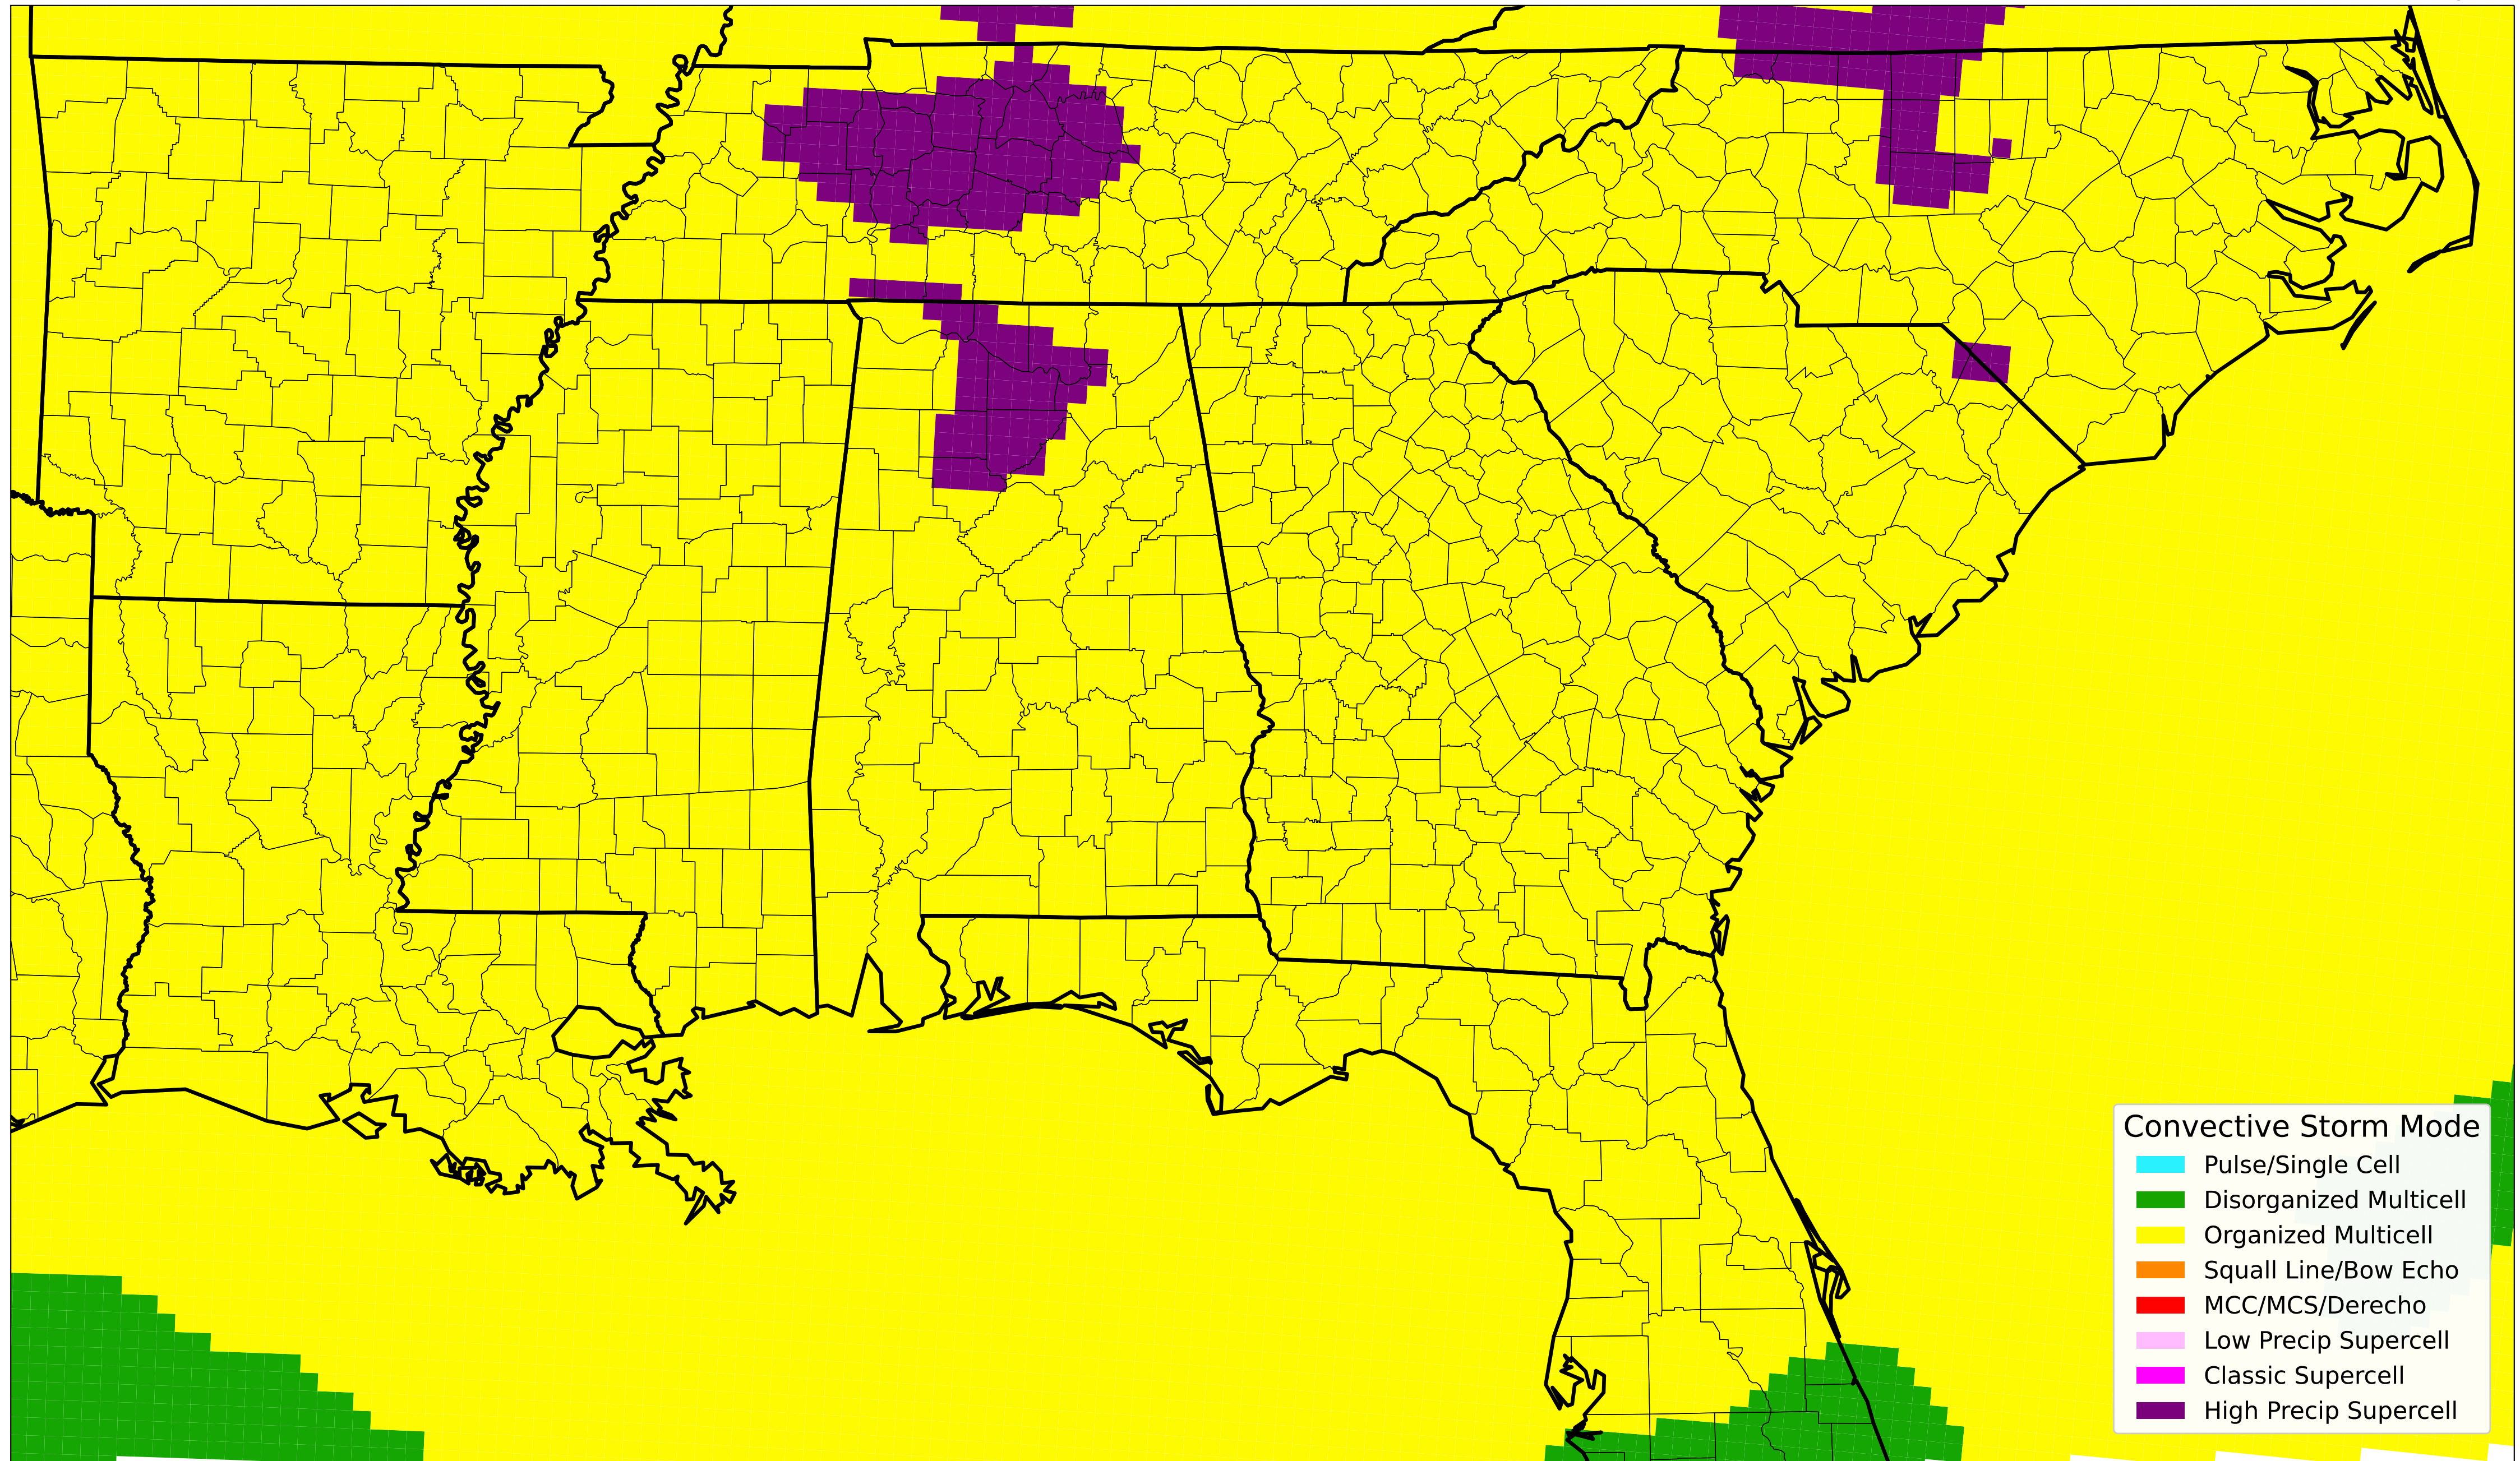 Convective Storm Mode
Pulse/Single Cell
Disorganized Multicell
Organized Multicell
Squall Line/Bow Echo
MCC/MCS/Derecho
Low Precip Supercell
Classic Supercell
High Precip Supercell